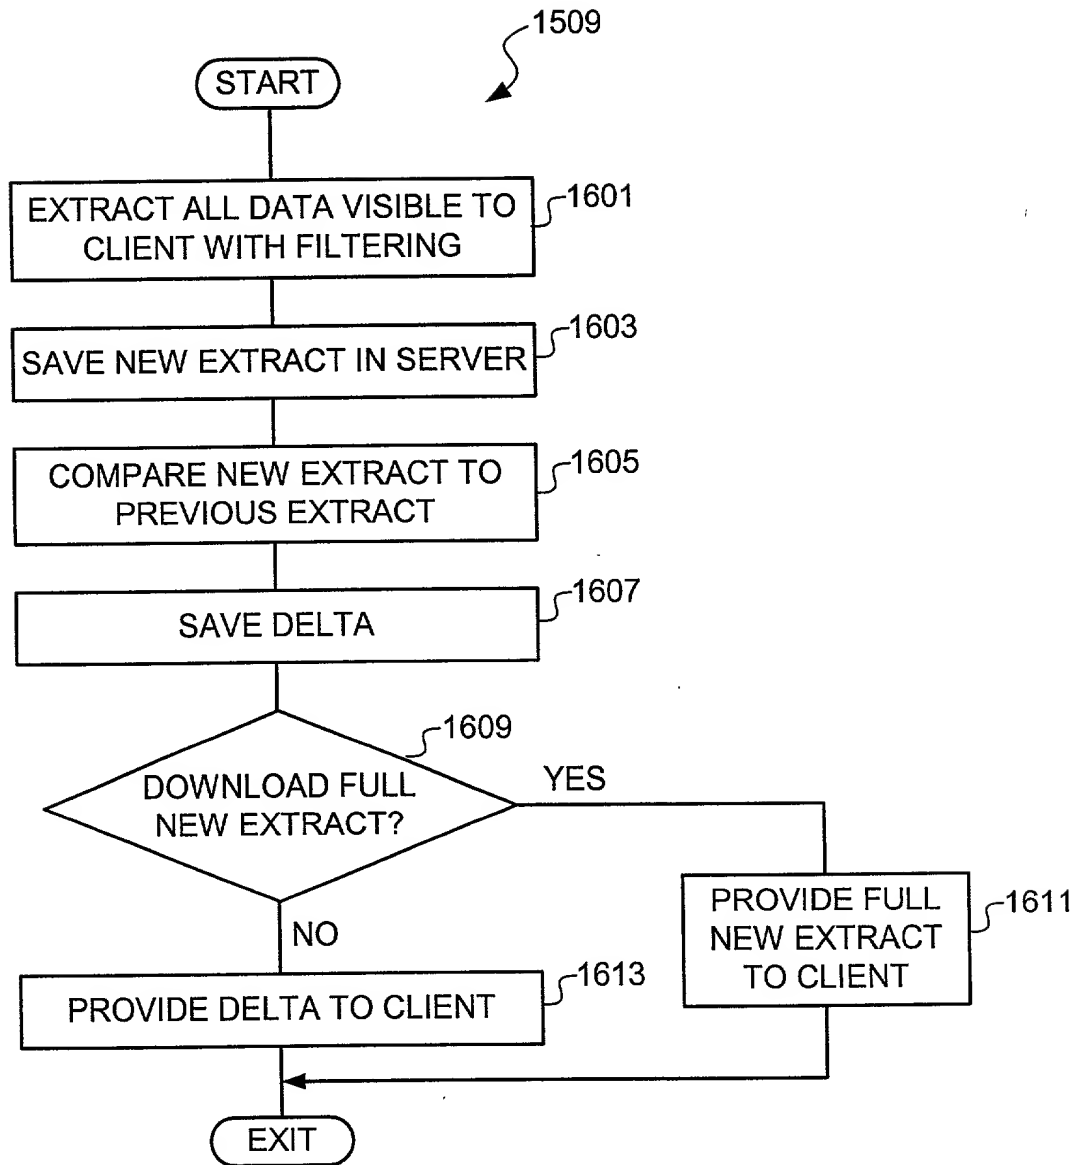 1509
START
EXTRACT ALL DATA VISIBLE TO
CLIENT WITH FILTERING
1601
SAVE NEW EXTRACT IN SERVER
1603
COMPARE NEW EXTRACT TO
PREVIOUS EXTRACT
1605
SAVE DELTA
1607
DOWNLOAD FULL
NEW EXTRACT?
1609
YES
NO
PROVIDE FULL
NEW EXTRACT
TO CLIENT
1611
PROVIDE DELTA TO CLIENT
1613
EXIT